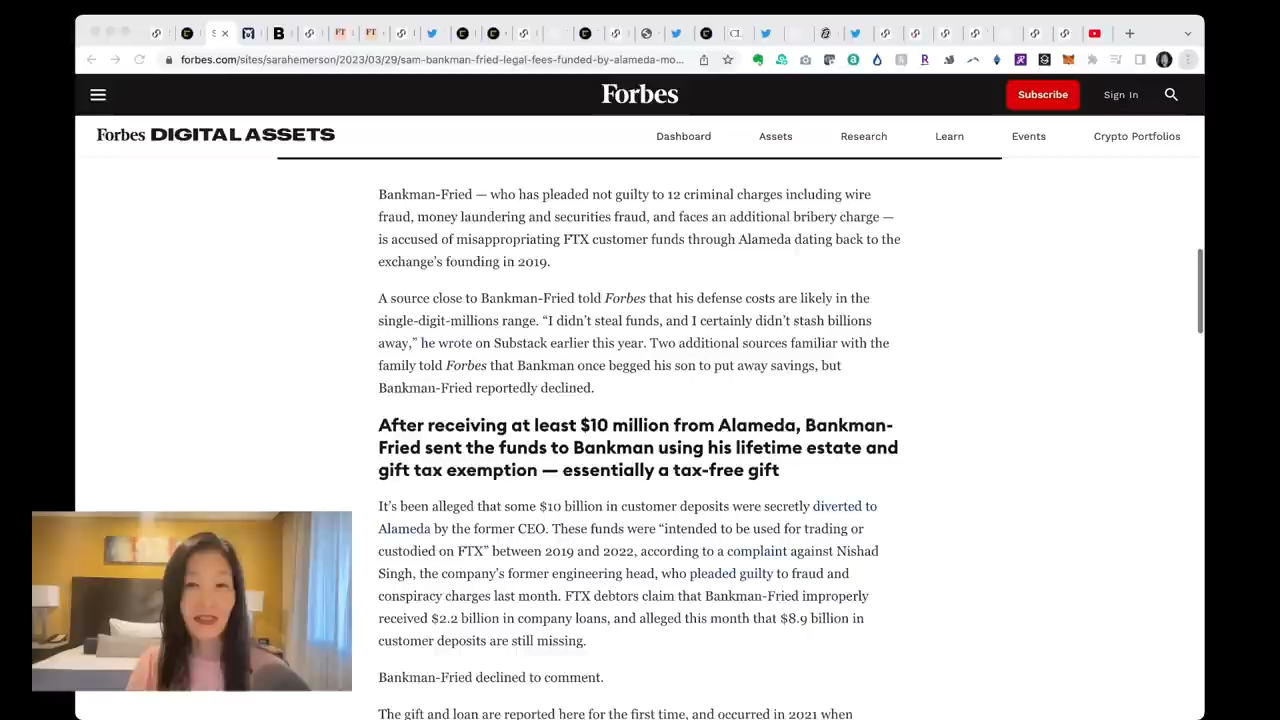 FT
FT
CL
forbes.com/sites/sarahemerson/2023/03/29/sam-bankman-fried-legal-fees-funded-by-alameda-mo...
Forbes
Subscribe
Sign In
Forbes DIGITAL ASSETS
Dashboard
Assets
Research
Learn
Events
Crypto Portfolios
Bankman-Fried — who has pleaded not guilty to 12 criminal charges including wire
fraud, money laundering and securities fraud, and faces an additional bribery charge —
is accused of misappropriating FTX customer funds through Alameda dating back to the
exchange's founding in 2019.
A source close to Bankman-Fried told Forbes that his defense costs are likely in the
single-digit-millions range. “I didn't steal funds, and I certainly didn't stash billions
away,” he wrote on Substack earlier this year. Two additional sources familiar with the
family told Forbes that Bankman once begged his son to put away savings, but
Bankman-Fried reportedly declined.
After receiving at least $10 million from Alameda, Bankman-
Fried sent the funds to Bankman using his lifetime estate and
gift tax exemption — essentially a tax-free gift
It's been alleged that some $10 billion in customer deposits were secretly diverted to
Alameda by the former CEO. These funds were “intended to be used for trading or
custodied on FTX” between 2019 and 2022, according to a complaint against Nishad
Singh, the company's former engineering head, who pleaded guilty to fraud and
conspiracy charges last month. FTX debtors claim that Bankman-Fried improperly
received $2.2 billion in company loans, and alleged this month that $8.9 billion in
customer deposits are still missing.
Bankman-Fried declined to comment.
The gift and loan are reported here for the first time, and occurred in 2021 when